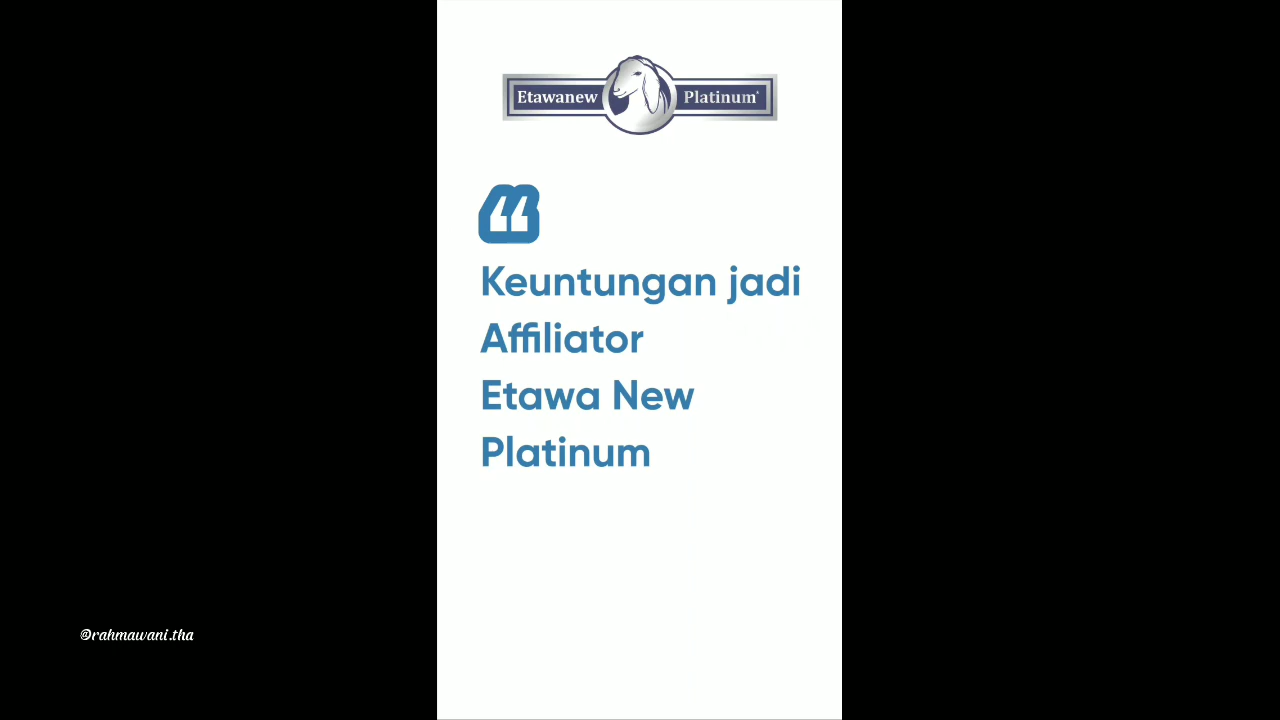 Etawanew Platinum*
“
Keuntungan jadi
Affiliator
Etawa New
Platinum
@rahmawani.tha